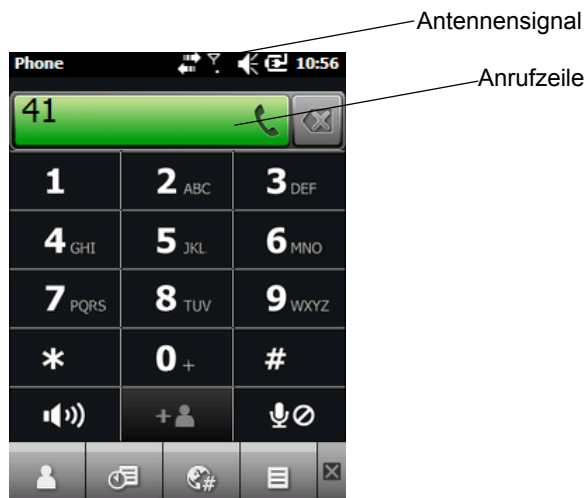 Antennensignal
Phone 10:56
Anrufzeile
41
1 2 ABC 3 DEF
4 GHI 5 JKL 6 MNO
7 PQRS 8 TUV 9 WXYZ
* 0 + #
+
#